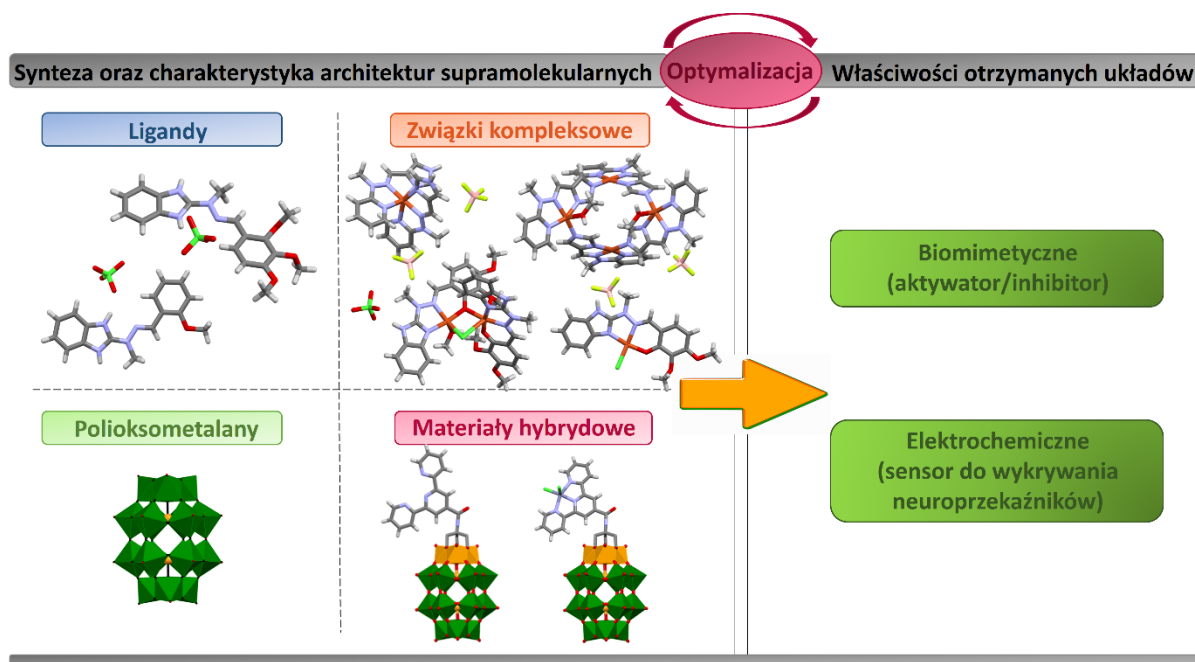 Synteza oraz charakterystyka architektur supramolekularnych
Optymalizacja
Właściwości otrzymanych układów
Ligandy
Związki kompleksowe
Biomimetyczne
(aktywator/inhibitor)
Polioksometalany
Materiały hybrydowe
Elektrochemiczne
(sensor do wykrywania
neuroprzekaźników)